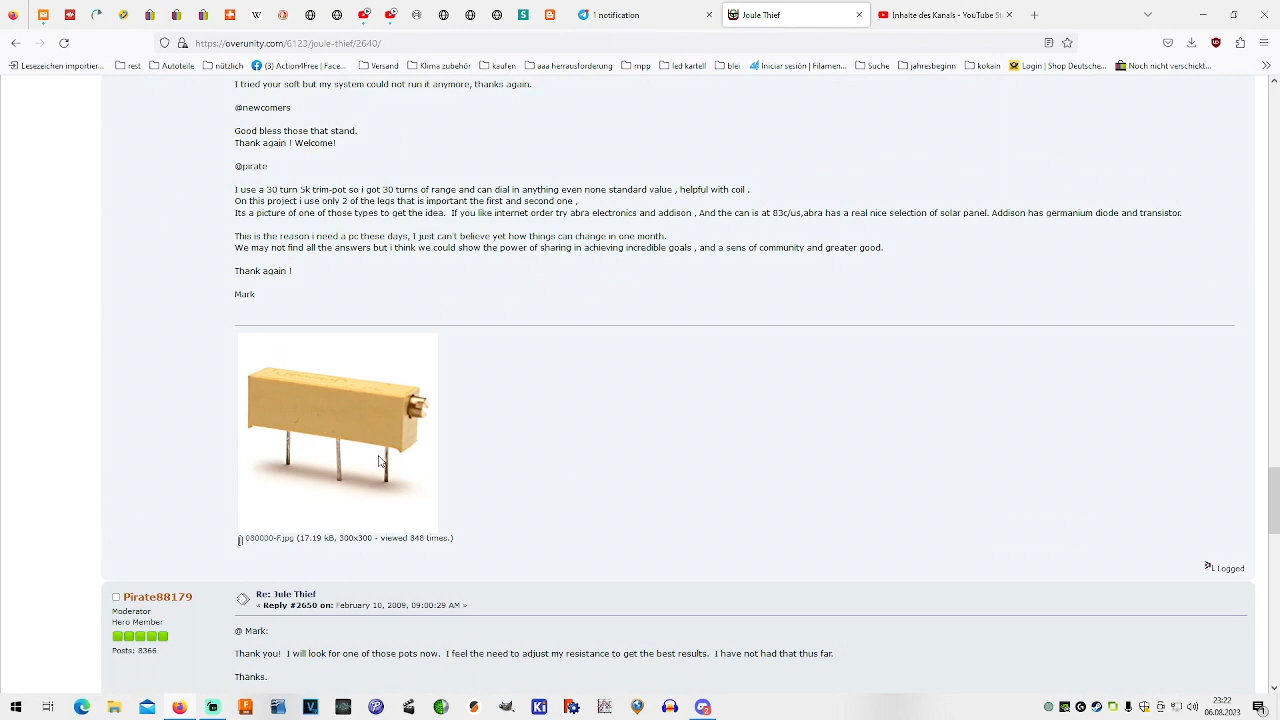 1 notification
Joule Thief
Inhalte des Kanals - YouTube St
https://overunity.com/6123/joule-thief/2640/
Lesezeichen importier...
rest
Autoteile
nützlich
(3) Action4Free | Face...
Versand
Klima zubehör
kaufen
aaa herrausforderung
mpp
led kartell
blei
Iniciar sesión | Filamen...
Suche
jahresbeginn
kokain
Login | Shop Deutsche...
Noch nicht verschickt...
I tried your soft but my system could not run it anymore, thanks again.
@newcomers
Good bless those that stand.
Thank again ! Welcome!
@pirate
I use a 30 turn 5k trim-pot so i got 30 turns of range and can dial in anything even none standard value , helpful with coil .
On this project i use only 2 of the legs that is important the first and second one ,
Its a picture of one of those types to get the idea. If you like internet order try abra electronics and addison , And the can is at 83c/us,abra has a real nice selection of solar panel. Addison has germanium diode and transistor.
This is the reason i need a pc these days, I just can't believe yet how things can change in one month.
We may not find all the answers but i think we could show the power of sharing in achieving incredible goals , and a sens of community and greater good.
Thank again !
Mark
080000-F.jpg (17.19 kB, 300x300 - viewed 848 times.)
Logged
Pirate88179
Moderator
Hero Member
Posts: 8366
Re: Jule Thief
« Reply #2650 on: February 10, 2009, 09:00:29 AM »
@ Mark:
Thank you! I will look for one of those pots now. I feel the need to adjust my resistance to get the best results. I have not had that thus far.
Thanks.
23:22
06.08.2023